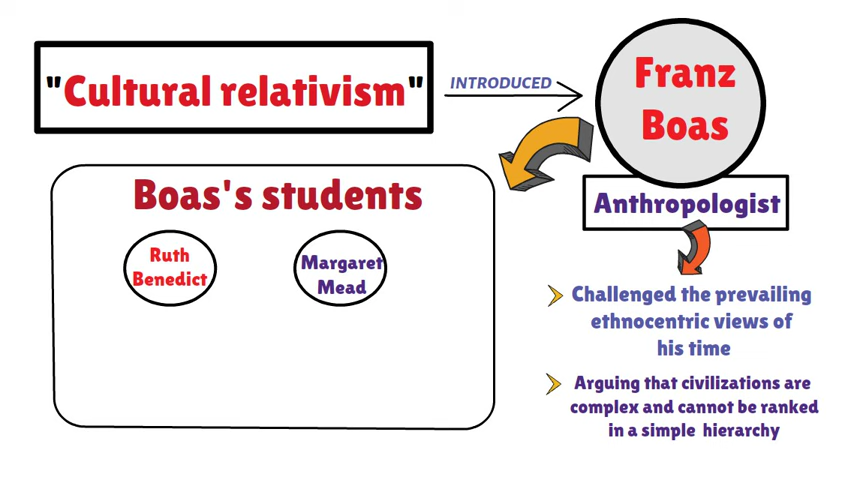 "Cultural relativism"
INTRODUCED
Franz
Boas
Anthropologist
Boas's students
Ruth
Benedict
Margaret
Mead
Challenged the prevailing
ethnocentric views of
his time
Arguing that civilizations are
complex and cannot be ranked
in a simple hierarchy